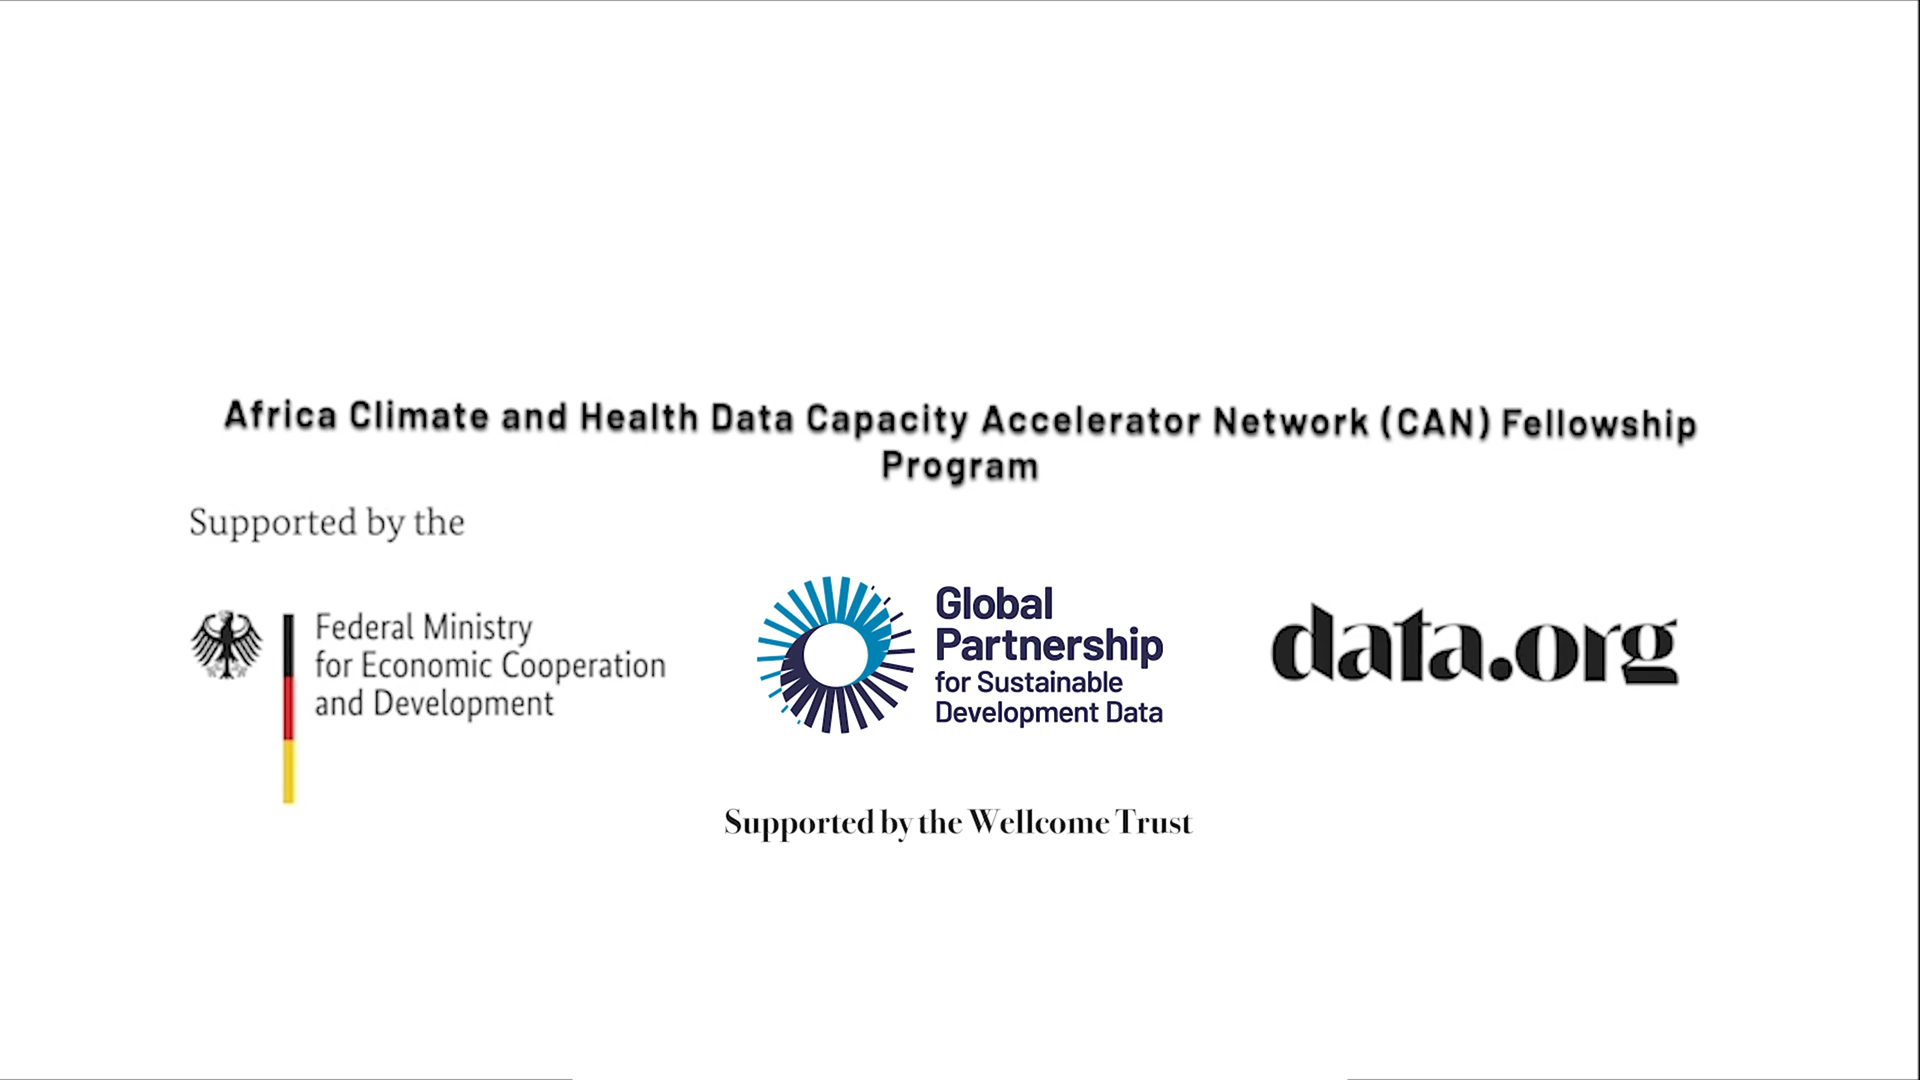 Africa Climate and Health Data Capacity Accelerator Network (CAN) Fellowship
Program
Supported by the
Federal Ministry
for Economic Cooperation
and Development
Global
Partnership
for Sustainable
Development Data
data.org
Supported by the Wellcome Trust